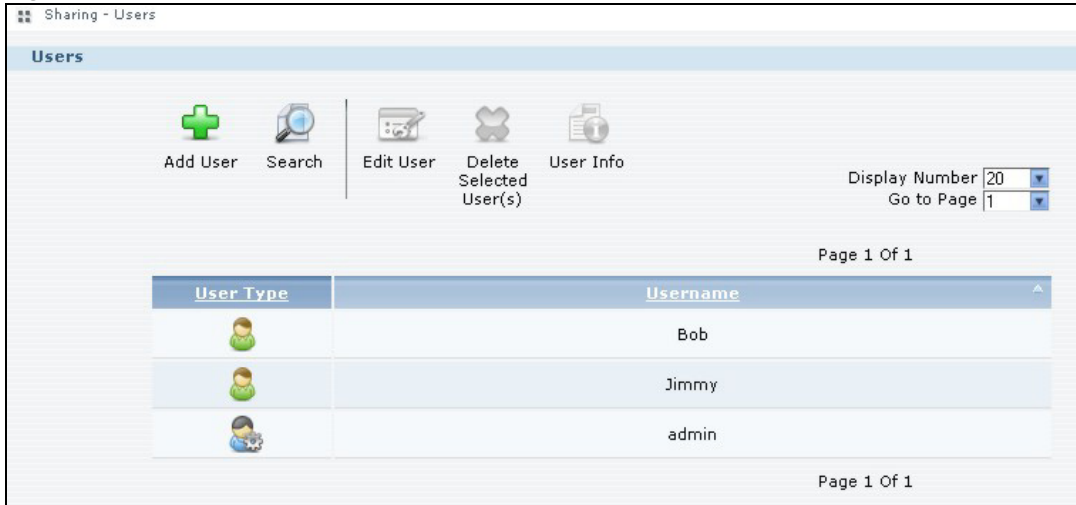 Sharing - Users
Users
Add User
Search
Edit User
Delete
Selected
User(s)
User Info
Display Number 20
Go to Page 1
Page 1 Of 1
User Type Username
Bob
Jimmy
admin
Page 1 Of 1